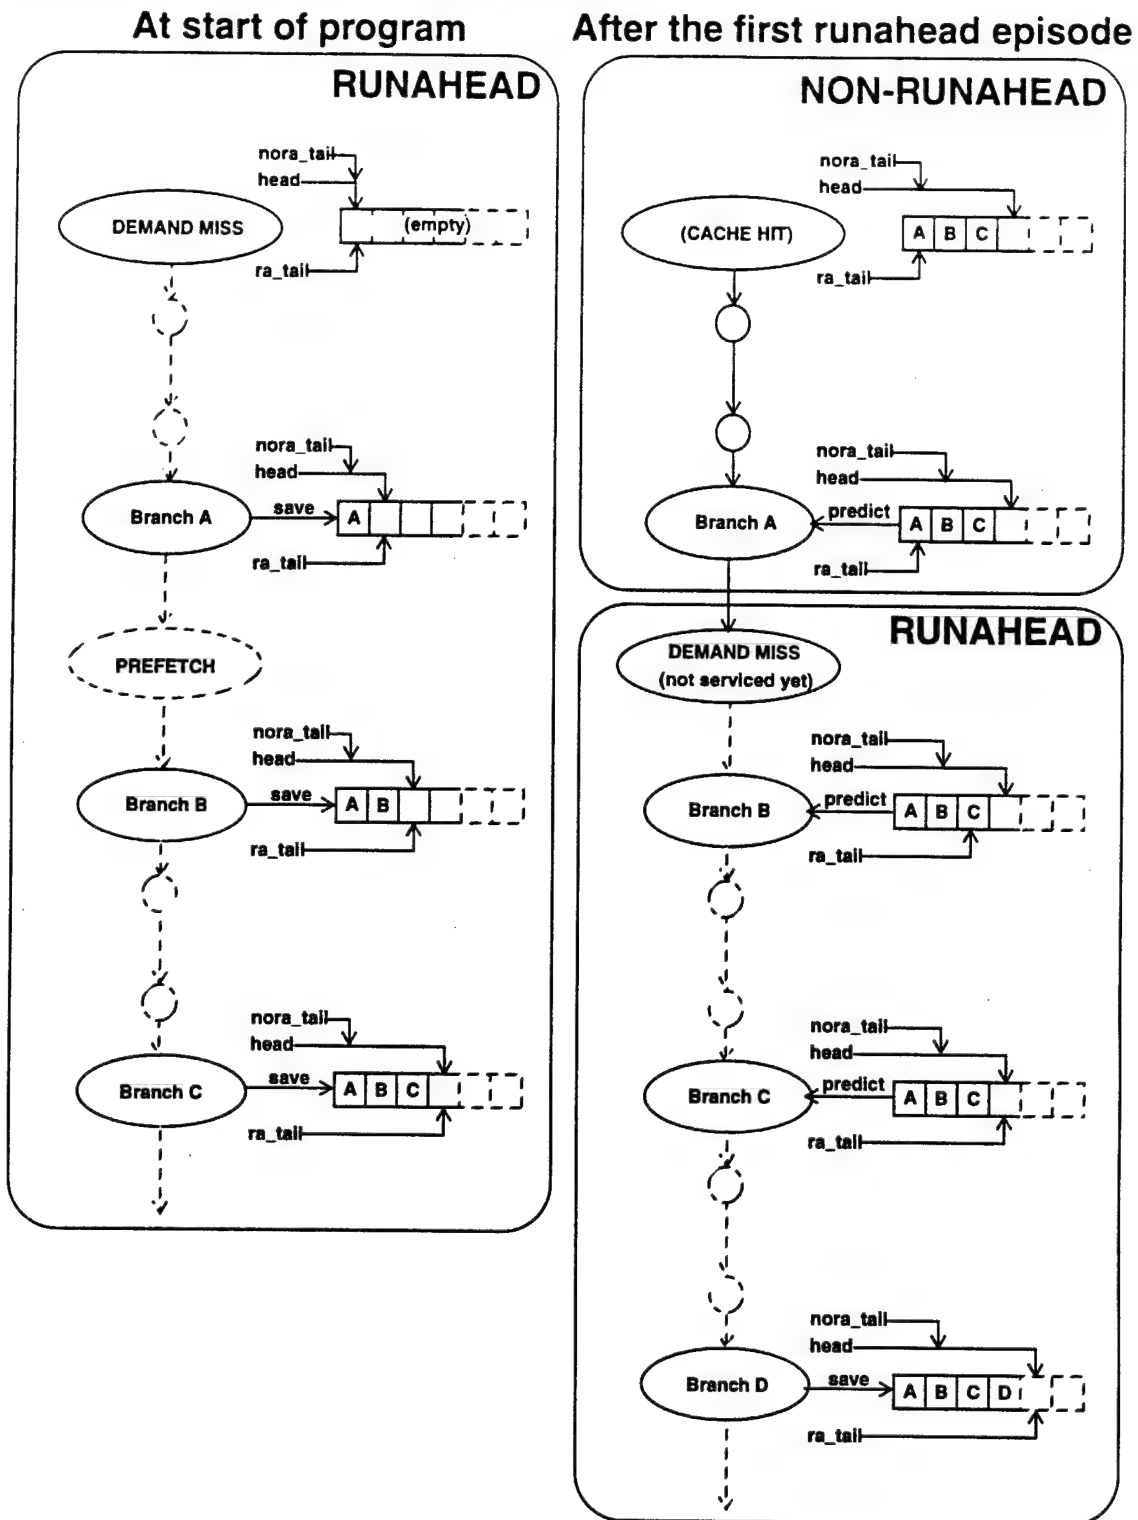 At start of program
RUNAHEAD
nora_tail
head
DEMAND MISS
(empty)
ra_tail
nora_tail
head
Branch A
save
A
ra_tail
PREFETCH
nora_tail
head
Branch B
save
A B
ra_tail
nora_tail
head
Branch C
save
A B C
ra_tail
After the first runahead episode
NON-RUNAHEAD
nora_tail
head
(CACHE HIT)
A B C
ra_tail
nora_tail
head
Branch A
predict
A B C
ra_tail
RUNAHEAD
DEMAND MISS
(not serviced yet)
nora_tail
head
Branch B
predict
A B C
ra_tail
nora_tail
head
Branch C
predict
A B C
ra_tail
nora_tail
head
Branch D
save
A B C D
ra_tail